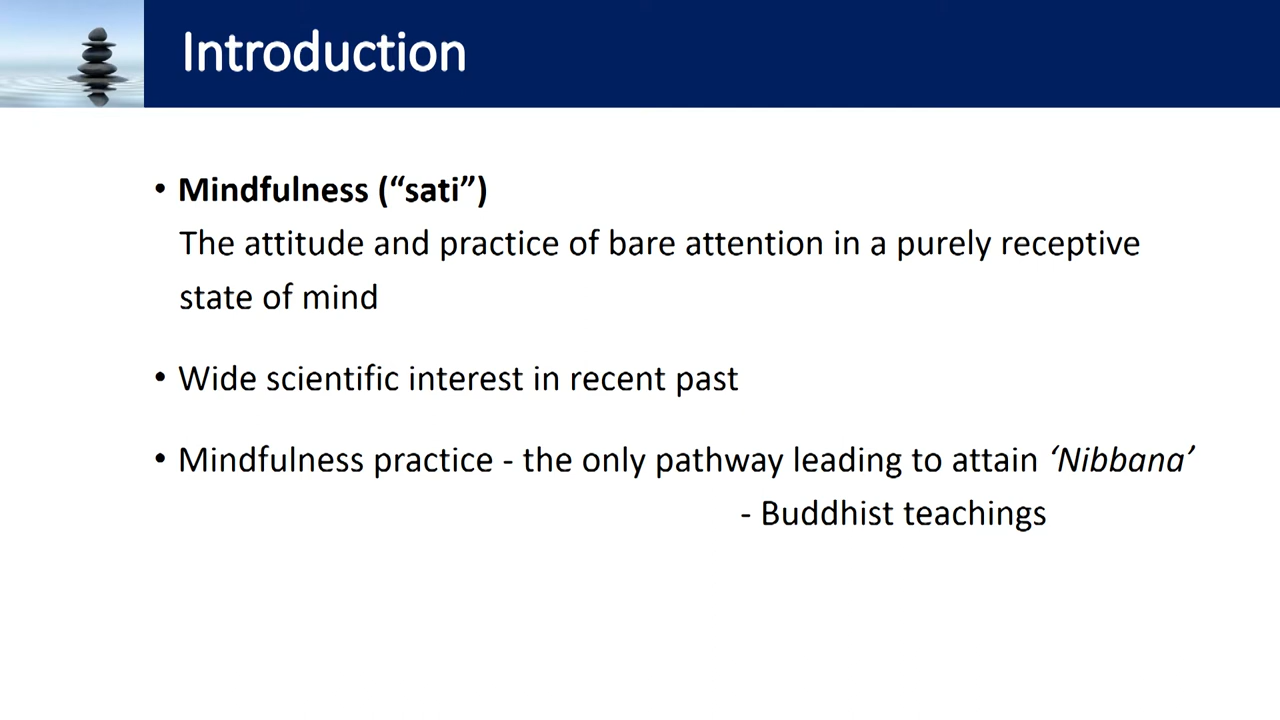 Introduction
• Mindfulness (“sati”)
The attitude and practice of bare attention in a purely receptive
state of mind
• Wide scientific interest in recent past
• Mindfulness practice - the only pathway leading to attain ‘Nibbana’
- Buddhist teachings